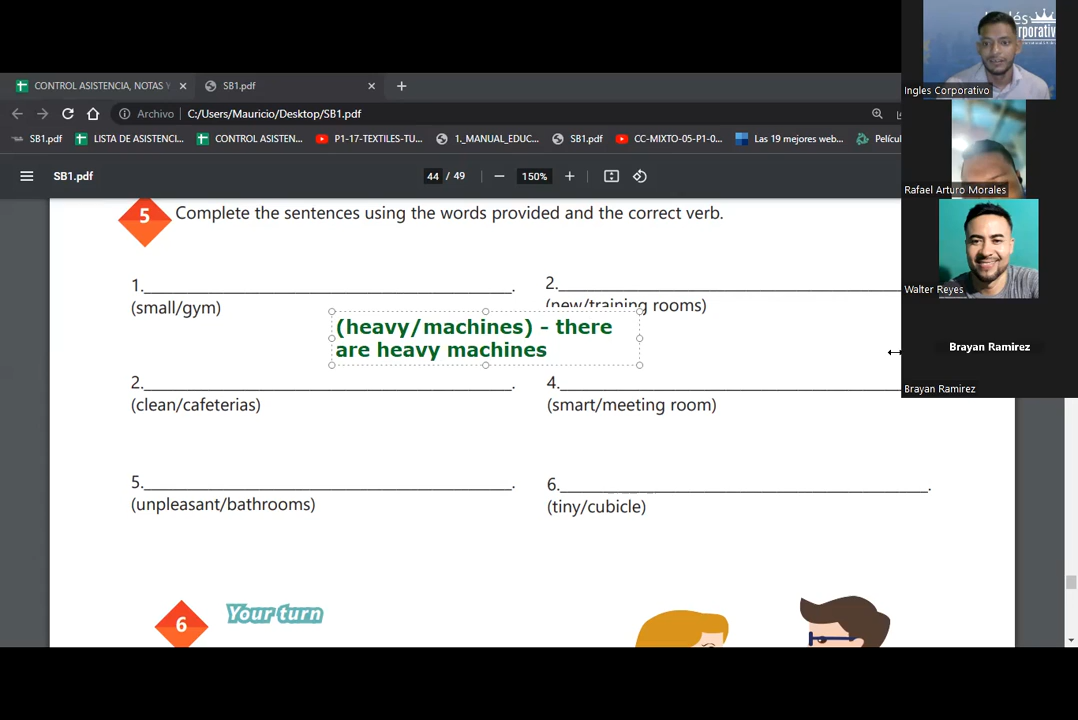 CONTROL ASISTENCIA, NOTAS Y
SB1.pdf
Archivo
C:/Users/Mauricio/Desktop/SB1.pdf
SB1.pdf
LISTA DE ASISTENCI...
CONTROL ASISTEN...
P1-17-TEXTILES-TU...
1._MANUAL_EDUC...
SB1.pdf
CC-MIXTO-05-P1-0...
Las 19 mejores web...
Películ
SB1.pdf
44 / 49
150%
5
Complete the sentences using the words provided and the correct verb.
1.
(small/gym)
2.
(new/training rooms)
(heavy/machines) - there
are heavy machines
2.
(clean/cafeterias)
4.
(smart/meeting room)
5.
(unpleasant/bathrooms)
6.
(tiny/cubicle)
6
Your turn
Ingles Corporativo
Rafael Arturo Morales
Walter Reyes
Brayan Ramirez
Brayan Ramirez